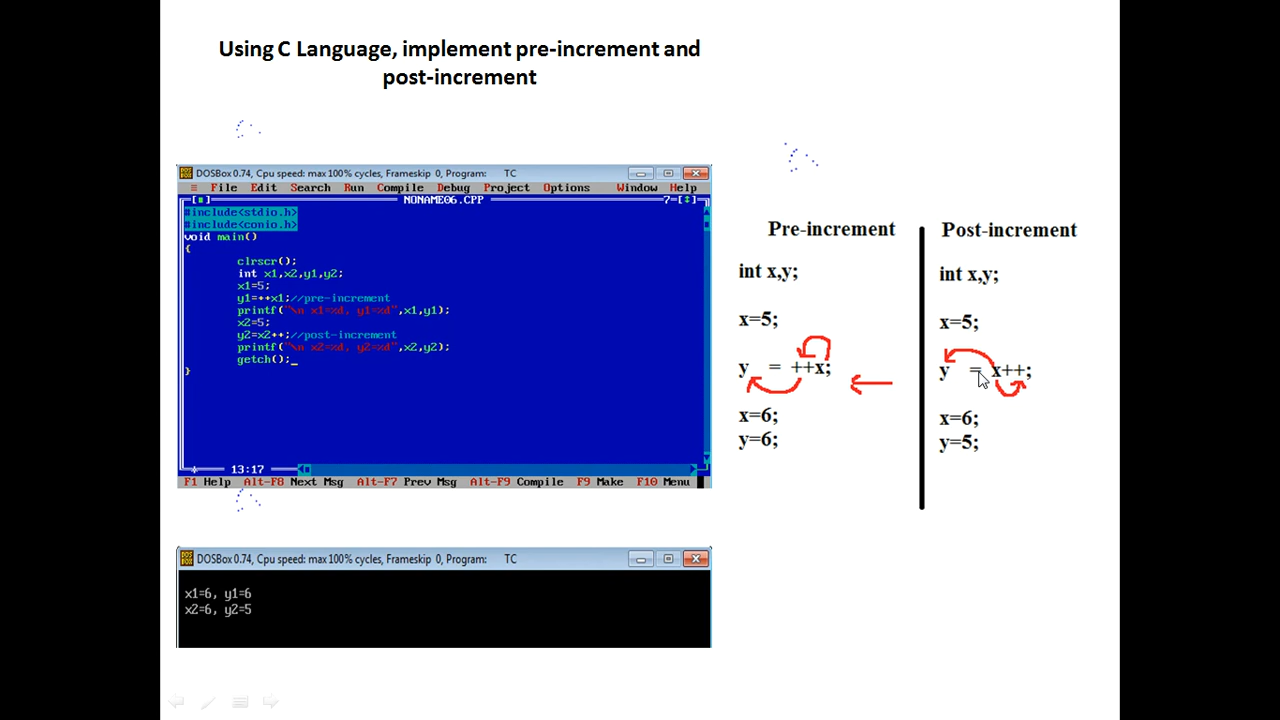 Using C Language, implement pre-increment and
post-increment
DOSBox 0.74, Cpu speed: max 100% cycles, Frameskip 0, Program: TC
≡ File Edit Search Run Compile Debug Project Options Window Help
[■] NONAME06.CPP 7=[↕]
#include<stdio.h>
#include<conio.h>
void main()
{
clrscr();
int x1,x2,y1,y2;
x1=5;
y1=++x1;//pre-increment
printf("\n x1=%d, y1=%d",x1,y1);
x2=5;
y2=x2++;//post-increment
printf("\n x2=%d, y2=%d",x2,y2);
getch();_
}
13:17
F1 Help Alt-F8 Next Msg Alt-F7 Prev Msg Alt-F9 Compile F9 Make F10 Menu
DOSBox 0.74, Cpu speed: max 100% cycles, Frameskip 0, Program: TC
x1=6, y1=6
x2=6, y2=5
Pre-increment
int x,y;
x=5;
y = ++x;
x=6;
y=6;
Post-increment
int x,y;
x=5;
y = x++;
x=6;
y=5;